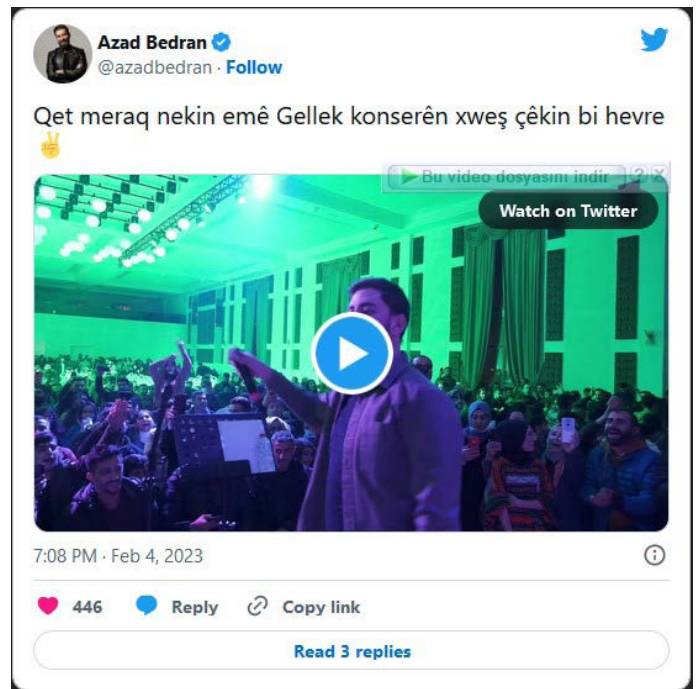 Azad Bedran
@azadbedran · Follow
Qet meraq nekin emê Gellek konserên xweş çêkin bi hevre
✌
Bu video dosyasını indir ? X
Watch on Twitter
7:08 PM · Feb 4, 2023
446 Reply Copy link
Read 3 replies